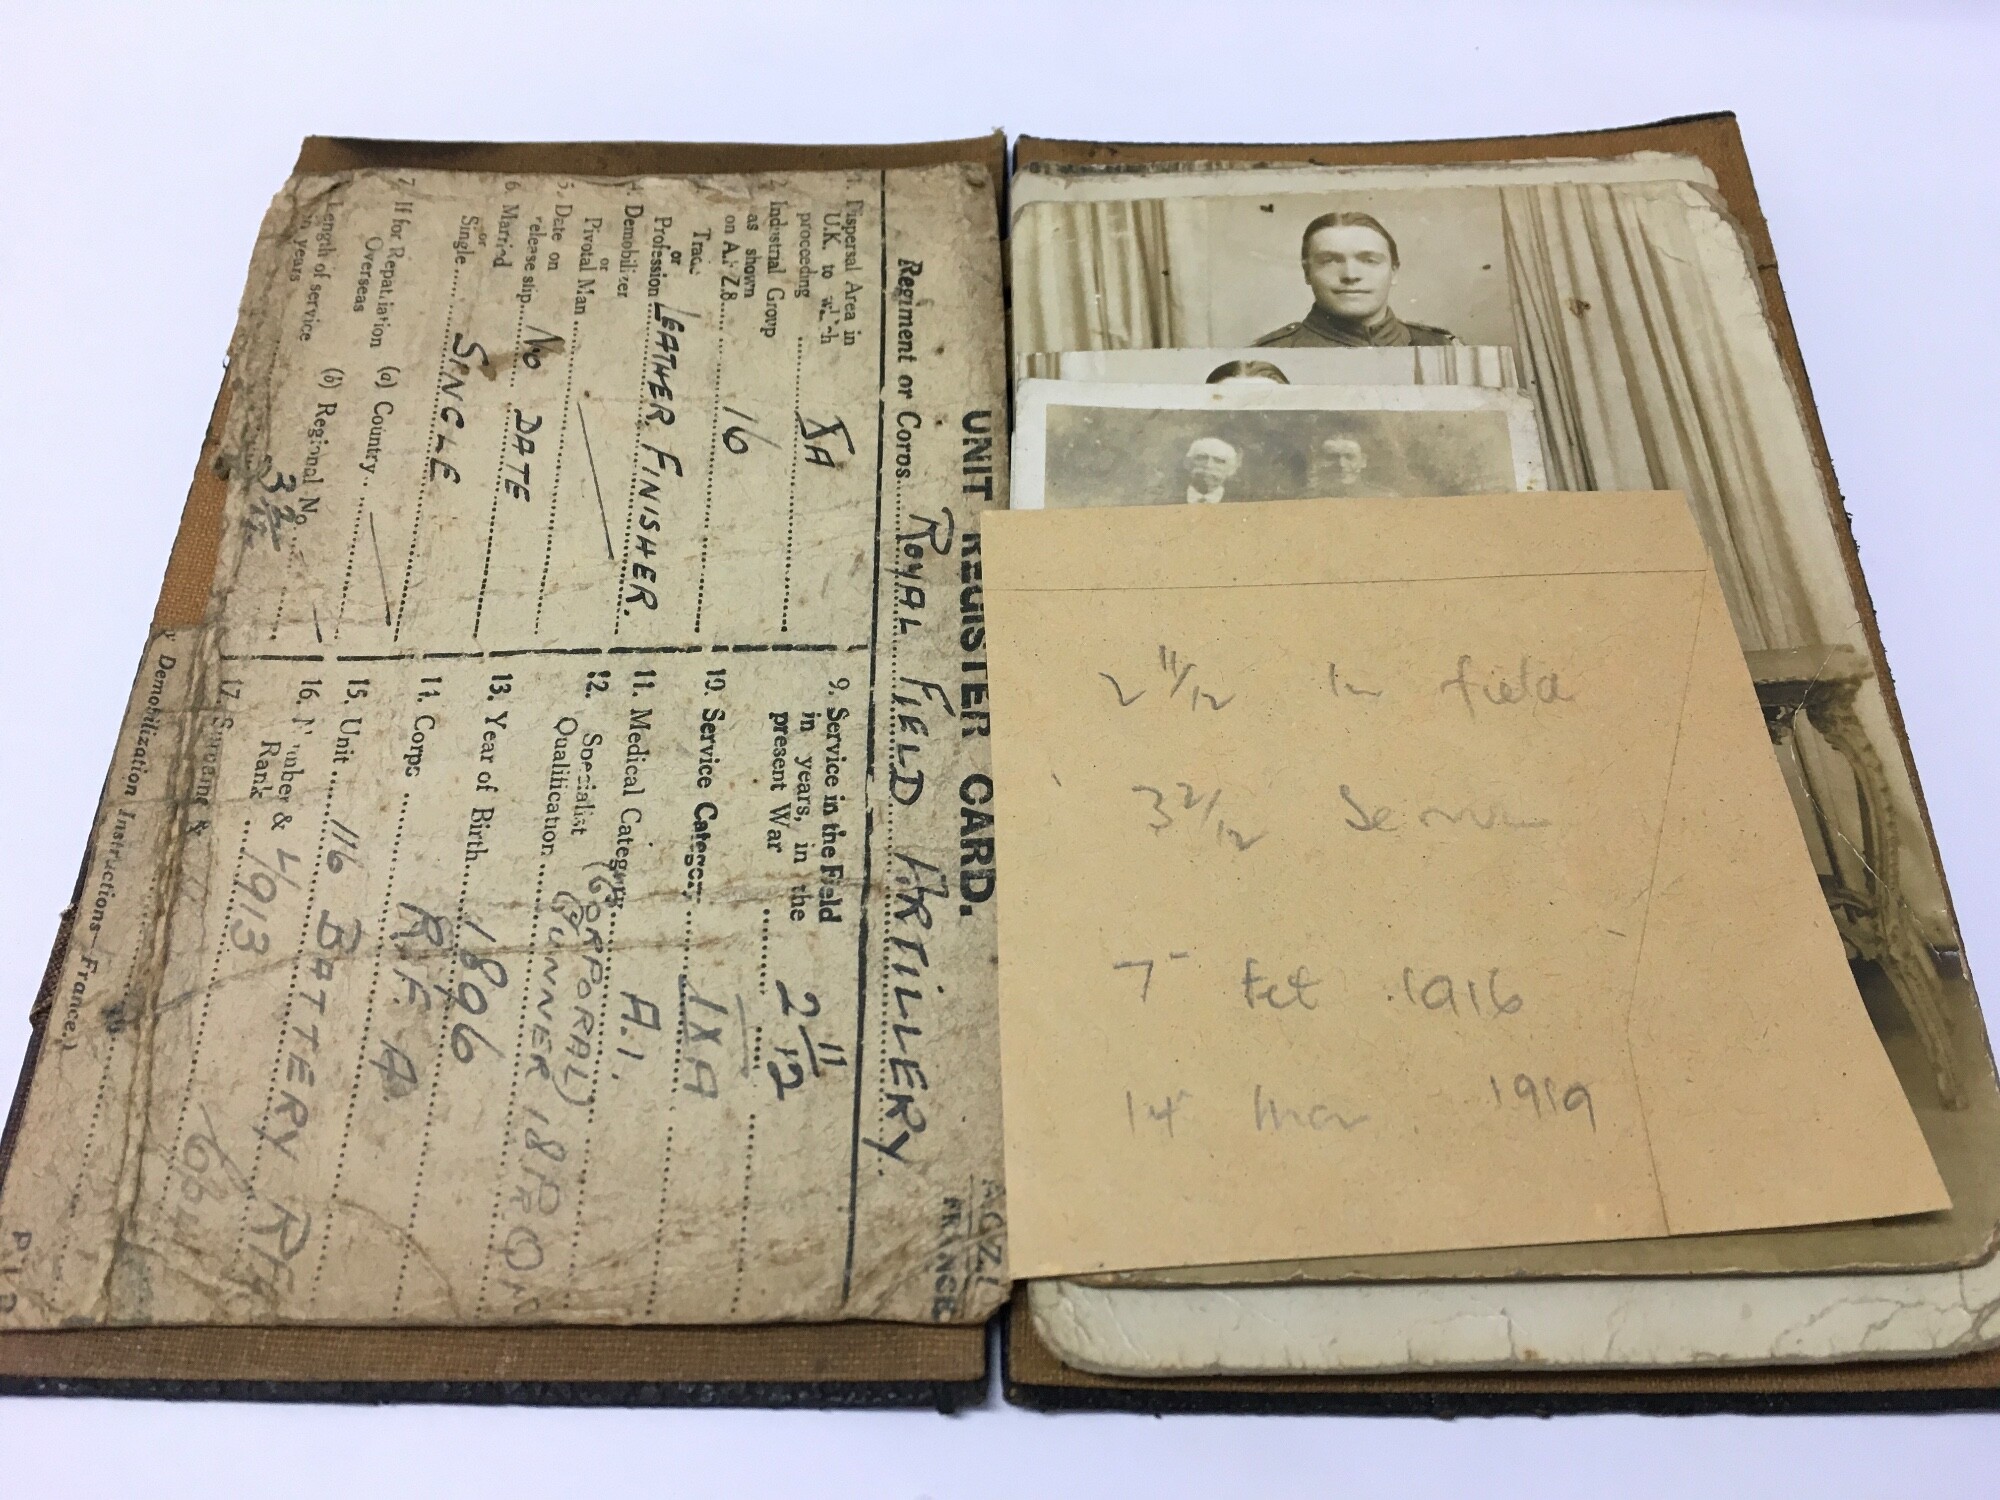 UNIT REGISTER CARD.
A.C.Z.1
FRANCE
Regiment or Corps ROYAL FIELD ARTILLERY.
1. Dispersal Area in
U.K. to which
proceeding XA
2. Industrial Group
as shown
on A.F. Z.8. 16
Trade
or
Profession LEATHER FINISHER.
4. Demobilizer
or
Pivotal Man
5. Date on
release slip. No DATE
6. Married
or
Single SINGLE
7. If for Repatriation (a) Country
Overseas
(b) Regional No.
Length of service
in years 3 2/12
9. Service in the Field
in years, in the
present War 2 11/12
10. Service Category 1XA
11. Medical Category A.1.
12. Specialist (CORPORAL)
Qualification GUNNER 18 PR
13. Year of Birth 1896
14. Corps R.F.A.
15. Unit 116 BATTERY
16. Number &
Rank
17. Surname &
Demobilization Instructions—France.)
2 11/12 In field
3 2/12 Service
7 Feb 1916
14 Mar 1919